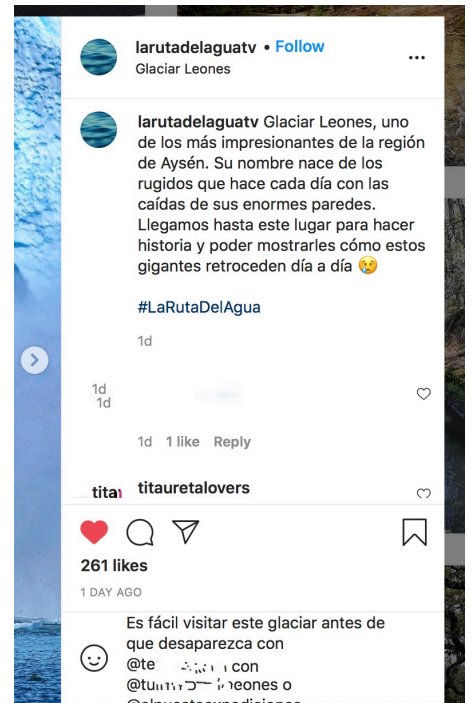 larutadelaguatv • Follow
Glaciar Leones
larutadelaguatv Glaciar Leones, uno
de los más impresionantes de la región
de Aysén. Su nombre nace de los
rugidos que hace cada día con las
caídas de sus enormes paredes.
Llegamos hasta este lugar para hacer
historia y poder mostrarles cómo estos
gigantes retroceden día a día 😢
#LaRutaDelAgua
1d
1d
1d
1d 1 like Reply
titauretalovers
261 likes
1 DAY AGO
Es fácil visitar este glaciar antes de
que desaparezca con
con
o